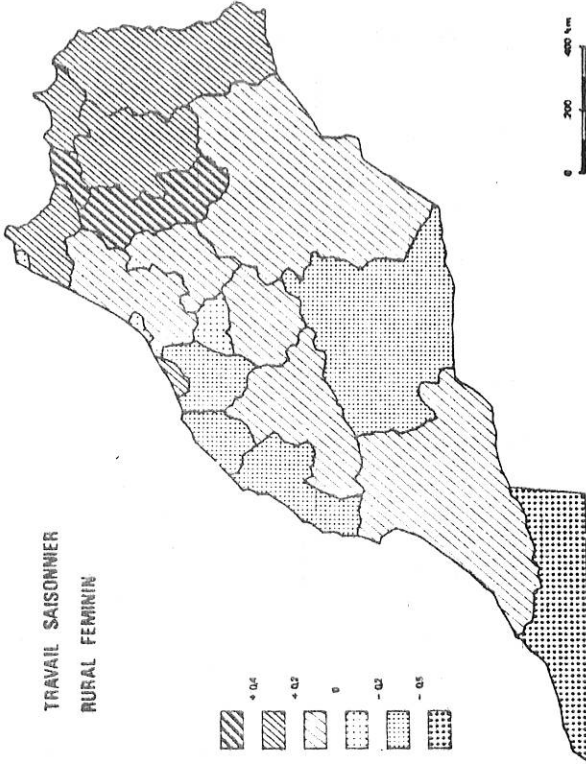 TRAVAIL SAISONNIER
RURAL FEMININ
+ 0,4
+ 0,2
0
- 0,2
- 0,5
0 200 400 km